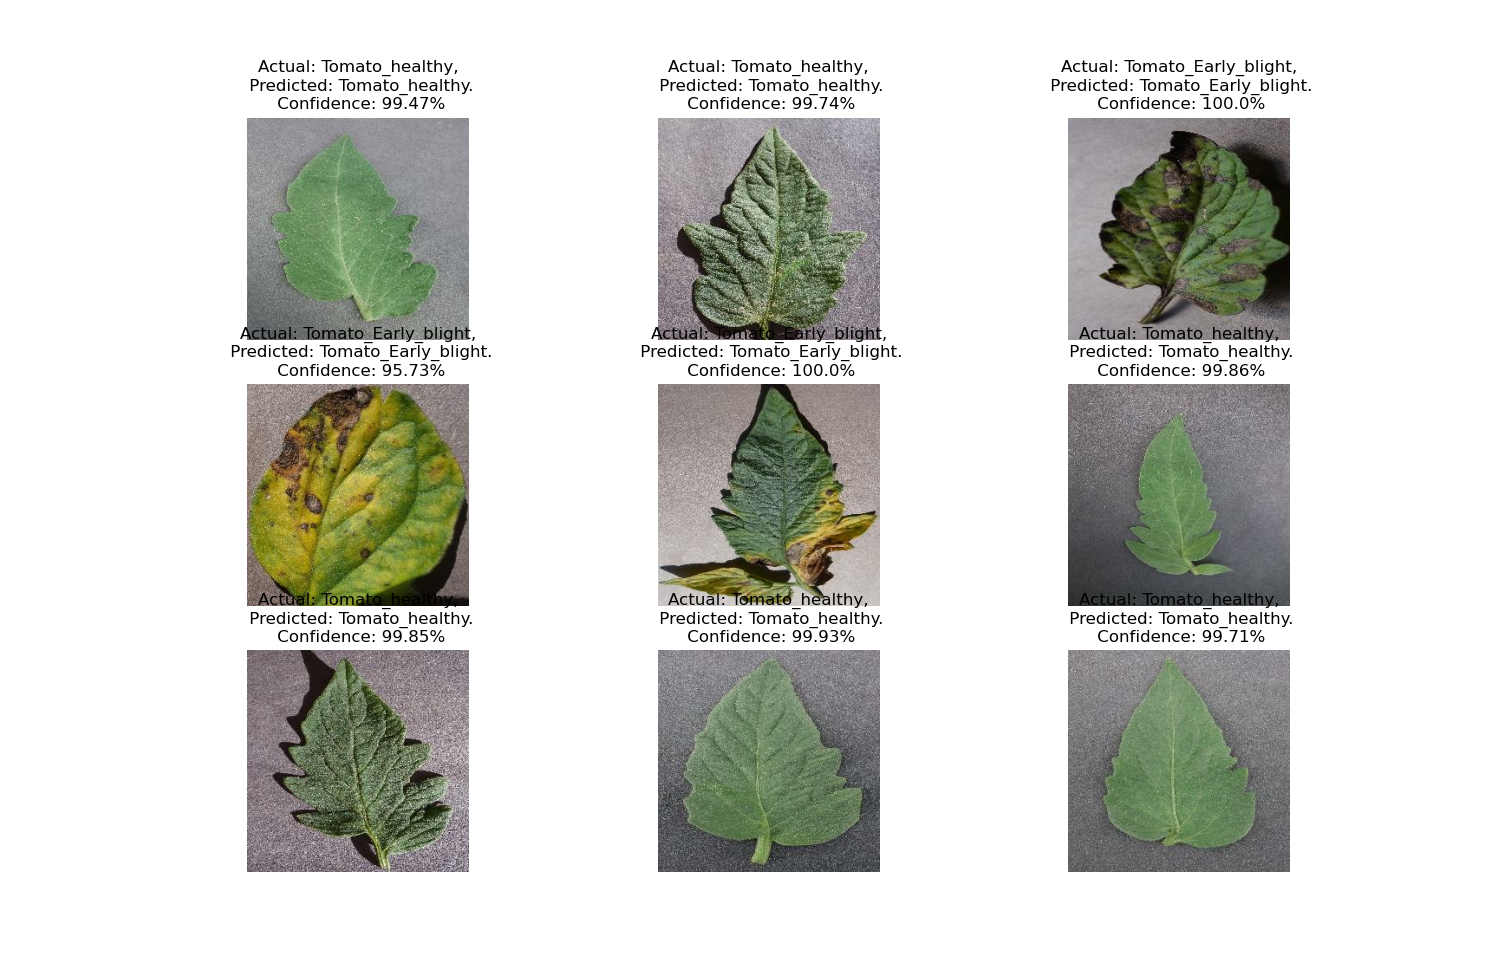 Actual: Tomato_healthy,
Predicted: Tomato_healthy.
Confidence: 99.47%
Actual: Tomato_healthy,
Predicted: Tomato_healthy.
Confidence: 99.74%
Actual: Tomato_Early_blight,
Predicted: Tomato_Early_blight.
Confidence: 100.0%
Actual: Tomato_Early_blight,
Predicted: Tomato_Early_blight.
Confidence: 95.73%
Actual: Tomato_Early_blight,
Predicted: Tomato_Early_blight.
Confidence: 100.0%
Actual: Tomato_healthy,
Predicted: Tomato_healthy.
Confidence: 99.86%
Actual: Tomato_healthy,
Predicted: Tomato_healthy.
Confidence: 99.85%
Actual: Tomato_healthy,
Predicted: Tomato_healthy.
Confidence: 99.93%
Actual: Tomato_healthy,
Predicted: Tomato_healthy.
Confidence: 99.71%